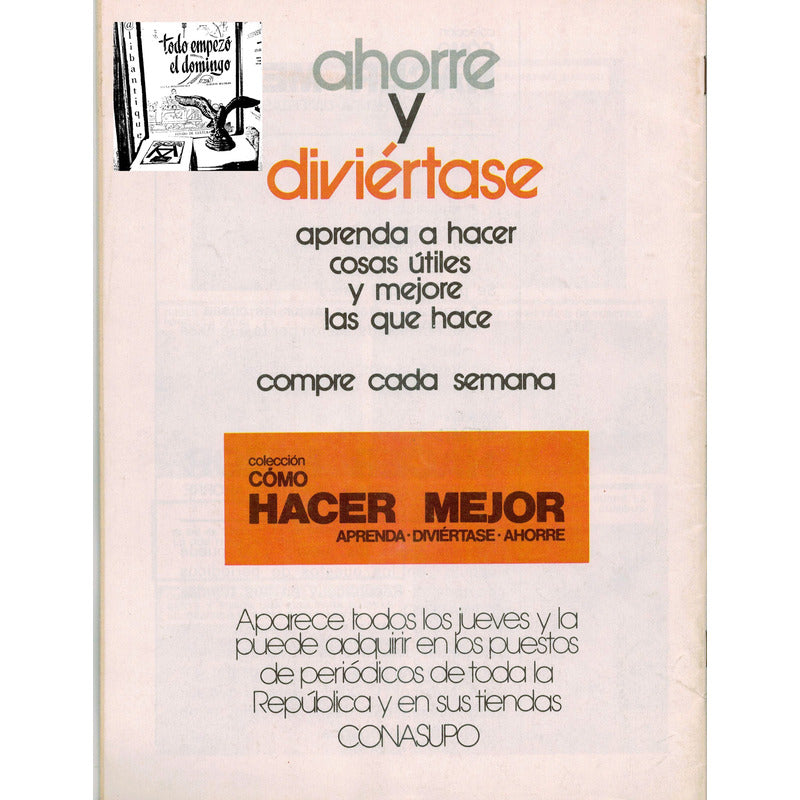 @libantique
todo empezó
el domingo
ahorre
y
diviértase
aprenda a hacer
cosas útiles
y mejore
las que hace
compre cada semana
colección
CÓMO
HACER MEJOR
APRENDA·DIVIÉRTASE·AHORRE
Aparece todos los jueves y la
puede adquirir en los puestos
de periódicos de toda la
República y en sus tiendas
CONASUPO